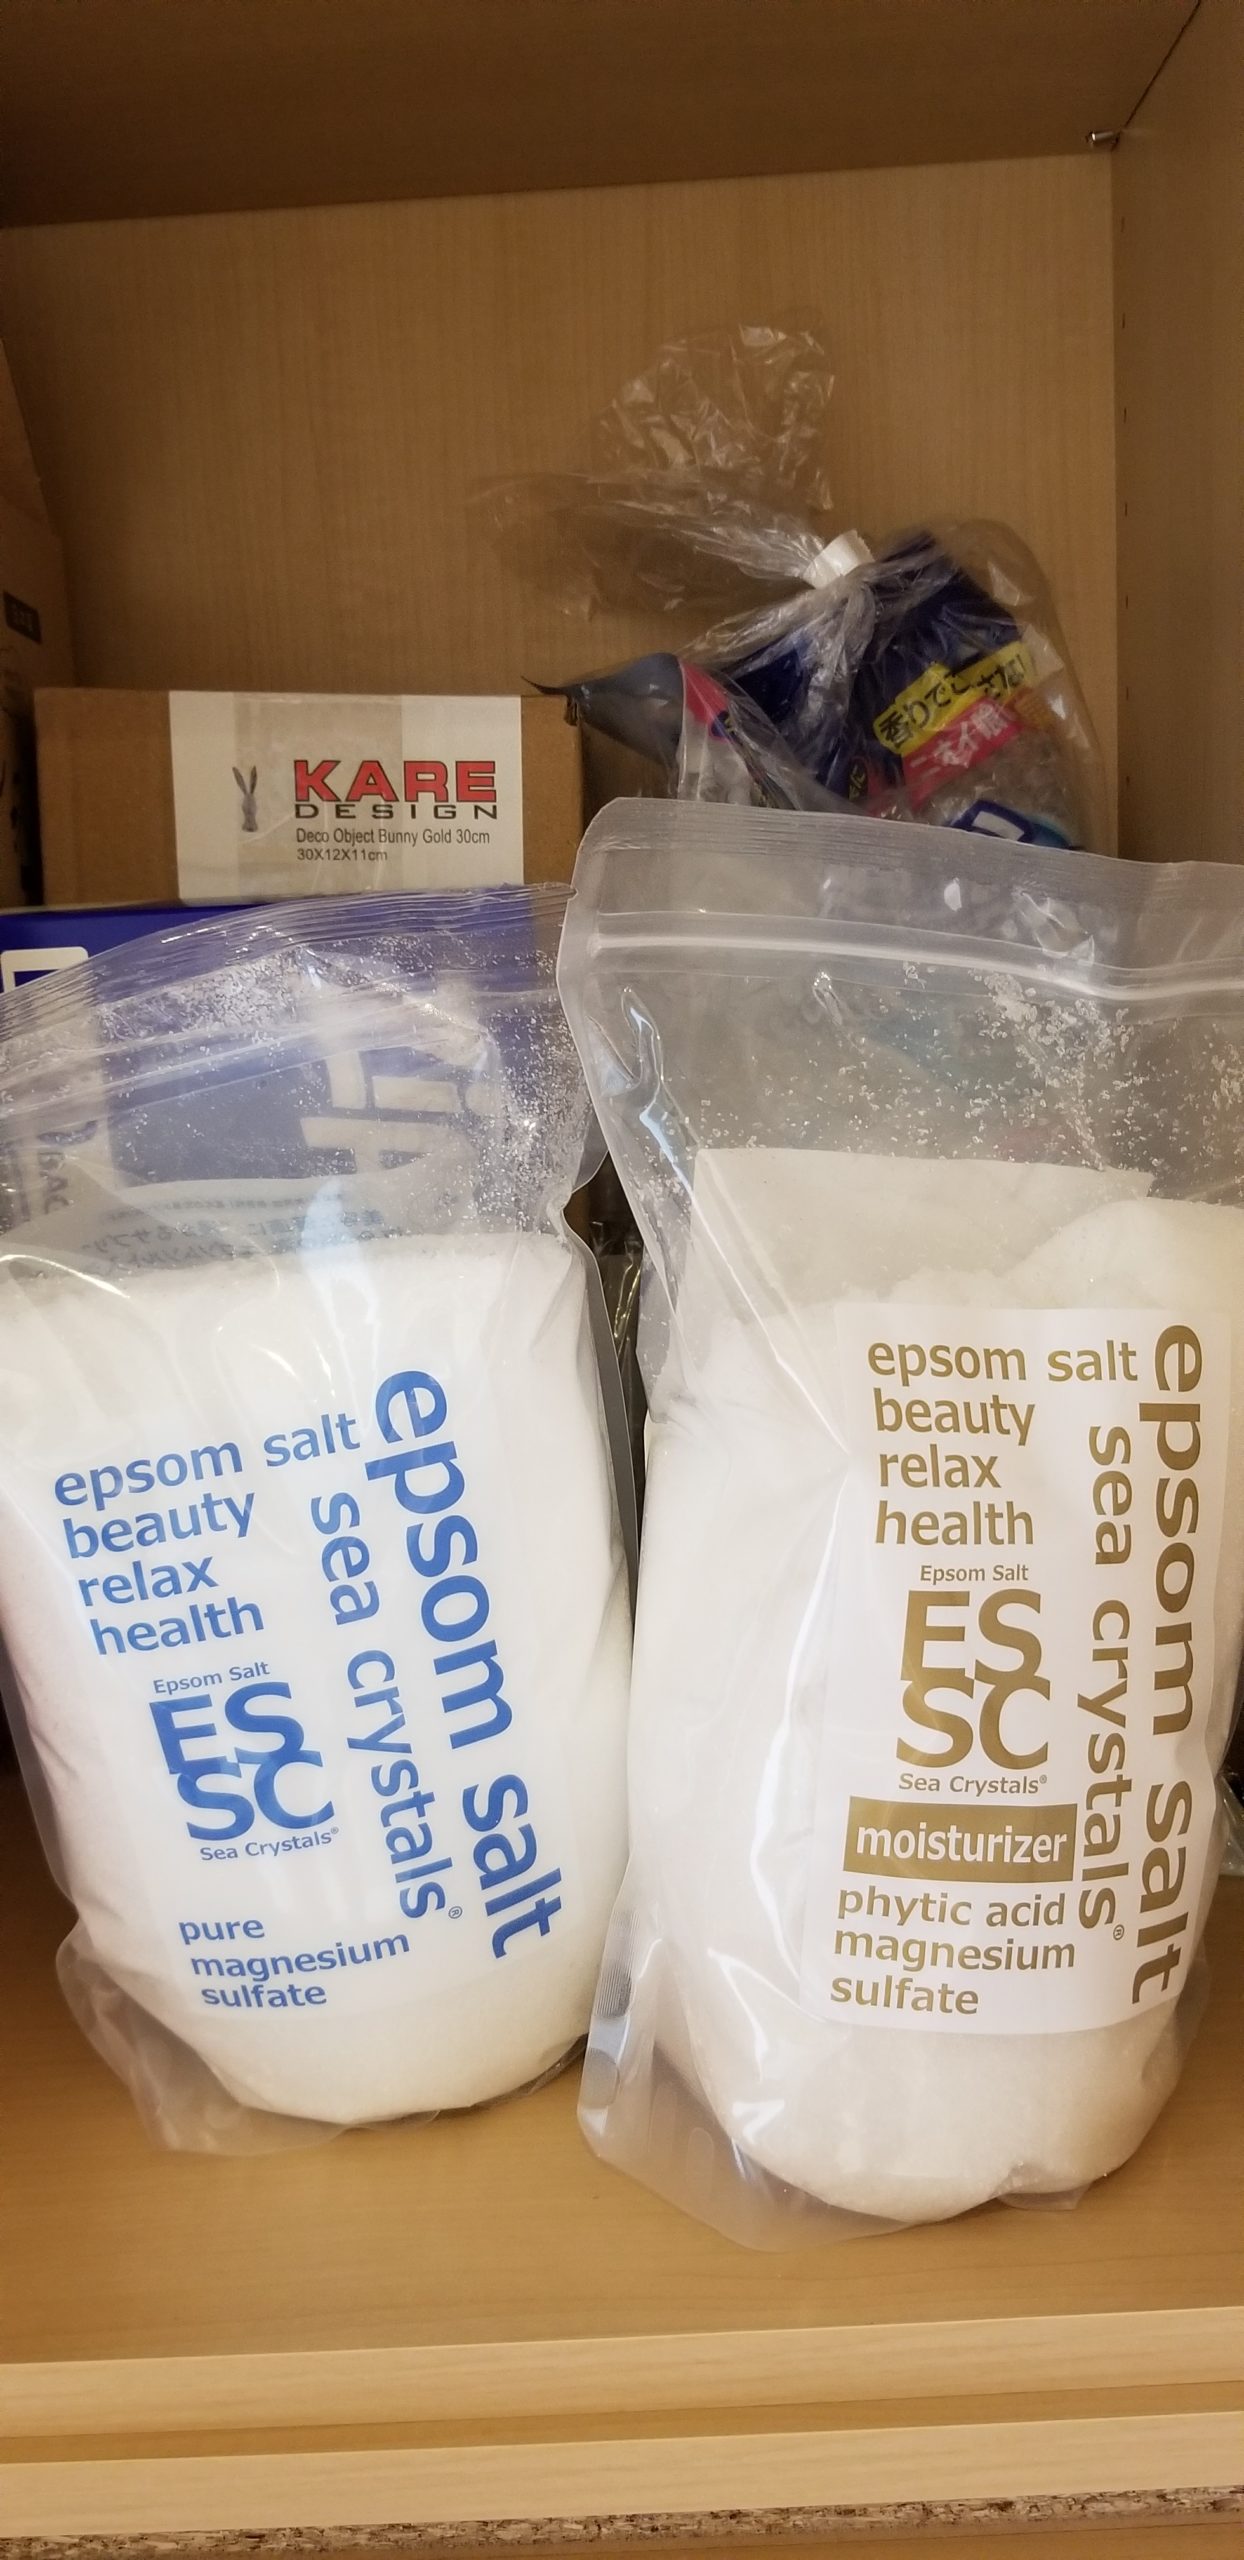 KARE
DESIGN
Deco Object Bunny Gold 30cm
30X12X11cm
epsom salt
beauty
relax
health
Epsom Salt
ES
SC
Sea Crystals®
pure
magnesium
sulfate
sea crystals®
epsom salt
epsom salt
beauty
relax
health
Epsom Salt
ES
SC
Sea Crystals®
moisturizer
phytic acid
magnesium
sulfate
sea crystals®
epsom salt